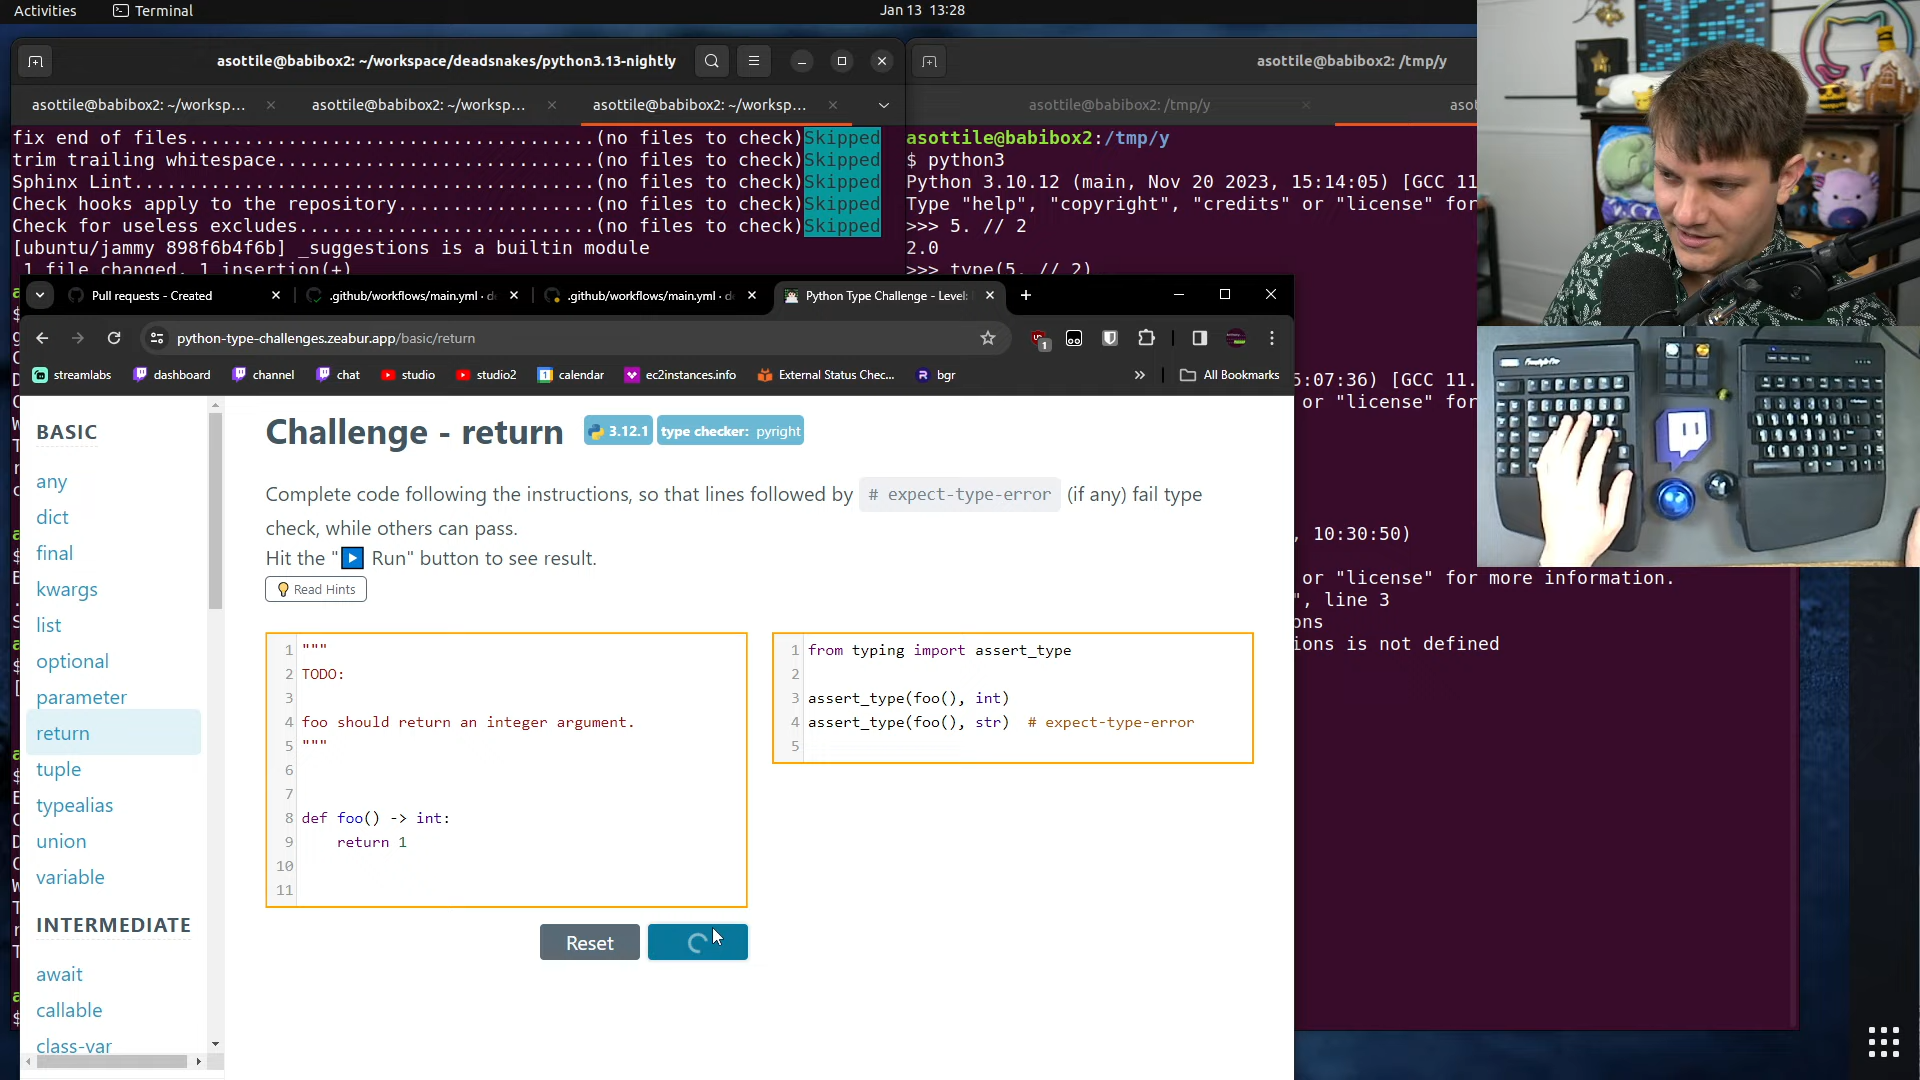 Activities
Terminal
Jan 13 13:28
asottile@babibox2: ~/workspace/deadsnakes/python3.13-nightly
asottile@babibox2: ~/worksp...
asottile@babibox2: ~/worksp...
asottile@babibox2: ~/worksp...
fix end of files..................................(no files to check)Skipped
trim trailing whitespace...........................(no files to check)Skipped
Sphinx Lint.......................................(no files to check)Skipped
Check hooks apply to the repository.................(no files to check)Skipped
Check for useless excludes.........................(no files to check)Skipped
[ubuntu/jammy 898f6b4f6b] _suggestions is a builtin module
1 file changed, 1 insertion(+)
asottile@babibox2: /tmp/y
asottile@babibox2: /tmp/y
asottile@babibox2:/tmp/y
$ python3
Python 3.10.12 (main, Nov 20 2023, 15:14:05) [GCC 11
Type "help", "copyright", "credits" or "license" for
>>> 5. // 2
2.0
>>> type(5. // 2)
5:07:36) [GCC 11.
or "license" for
, 10:30:50)
or "license" for more information.
", line 3
ons
ions is not defined
Pull requests - Created
.github/workflows/main.yml · d
.github/workflows/main.yml · d
Python Type Challenge - Level:
python-type-challenges.zeabur.app/basic/return
1
streamlabs
dashboard
channel
chat
studio
studio2
calendar
ec2instances.info
External Status Chec...
bgr
»
All Bookmarks
BASIC
any
dict
final
kwargs
list
optional
parameter
return
tuple
typealias
union
variable
INTERMEDIATE
await
callable
class-var
Challenge - return
3.12.1
type checker: pyright
Complete code following the instructions, so that lines followed by # expect-type-error (if any) fail type
check, while others can pass.
Hit the "▶ Run" button to see result.
Read Hints
1 """
2 TODO:
3
4 foo should return an integer argument.
5 """
6
7
8 def foo() -> int:
9     return 1
10
11
1 from typing import assert_type
2
3 assert_type(foo(), int)
4 assert_type(foo(), str)  # expect-type-error
5
Reset